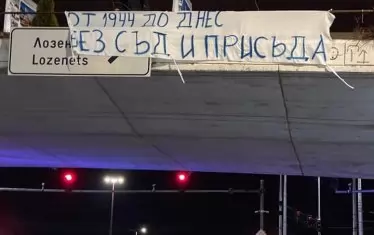 ОТ 1944 ДО ДНЕС
БЕЗ СЪД И ПРИСЪДА
Лозен
Lozenets